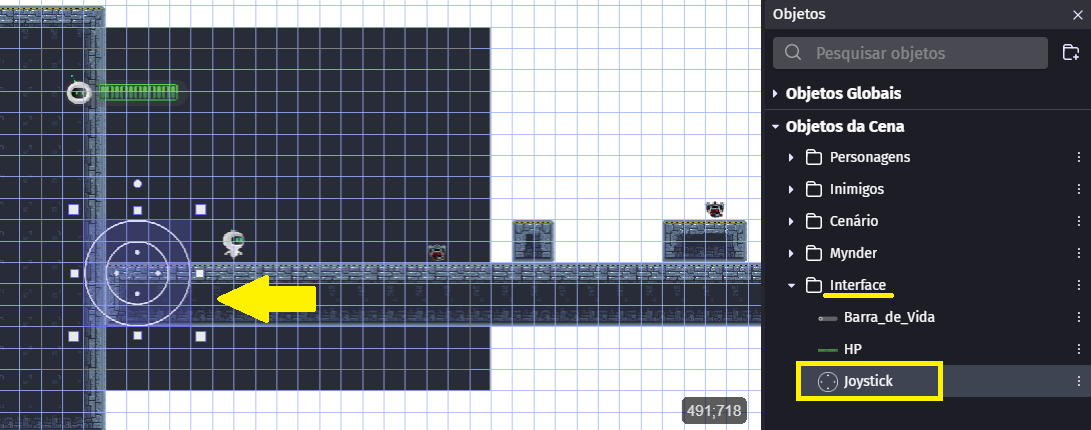 Objetos
Pesquisar objetos
Objetos Globais
Objetos da Cena
Personagens
Inimigos
Cenário
Mynder
Interface
Barra_de_Vida
HP
Joystick
491;718